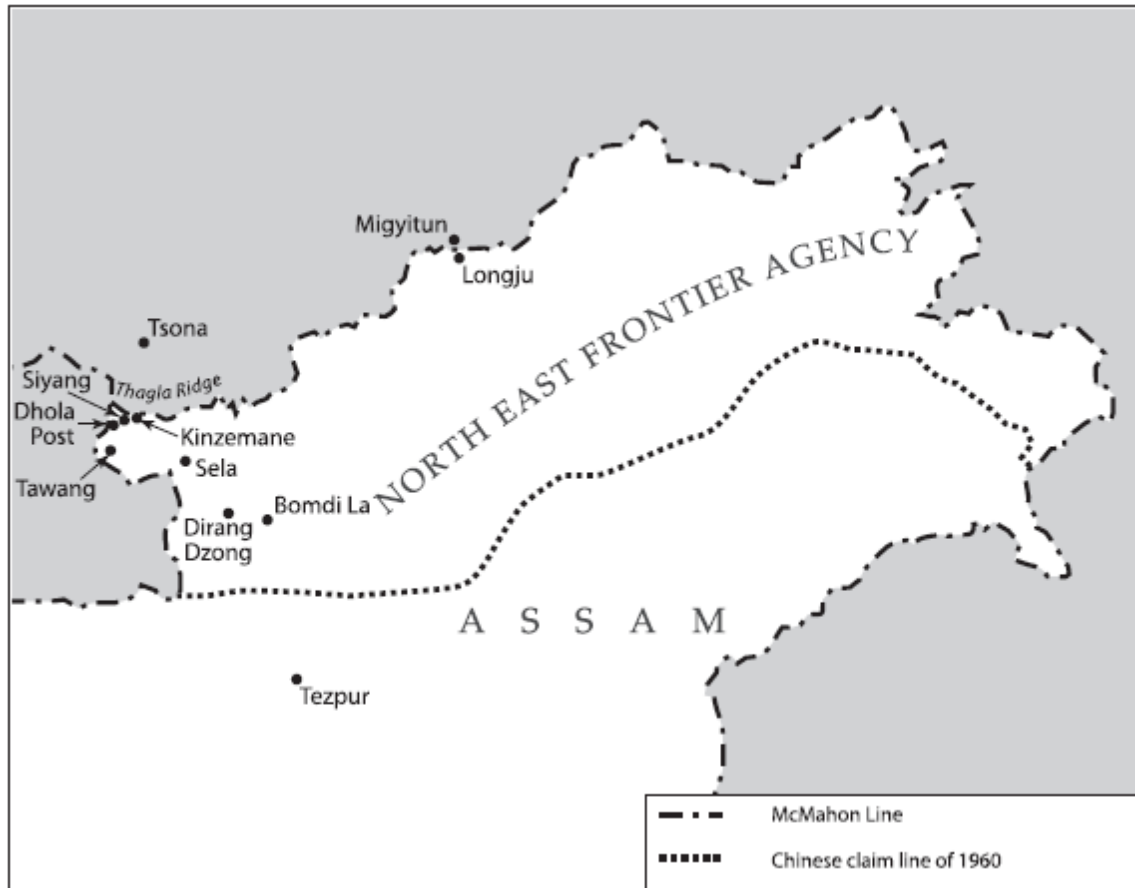 Migyitun
Longju
NORTH EAST FRONTIER AGENCY
Tsona
Siyang
Thagla Ridge
Dhola
Post
Kinzemane
Tawang
Sela
Bomdi La
Dirang
Dzong
ASSAM
Tezpur
McMahon Line
Chinese claim line of 1960